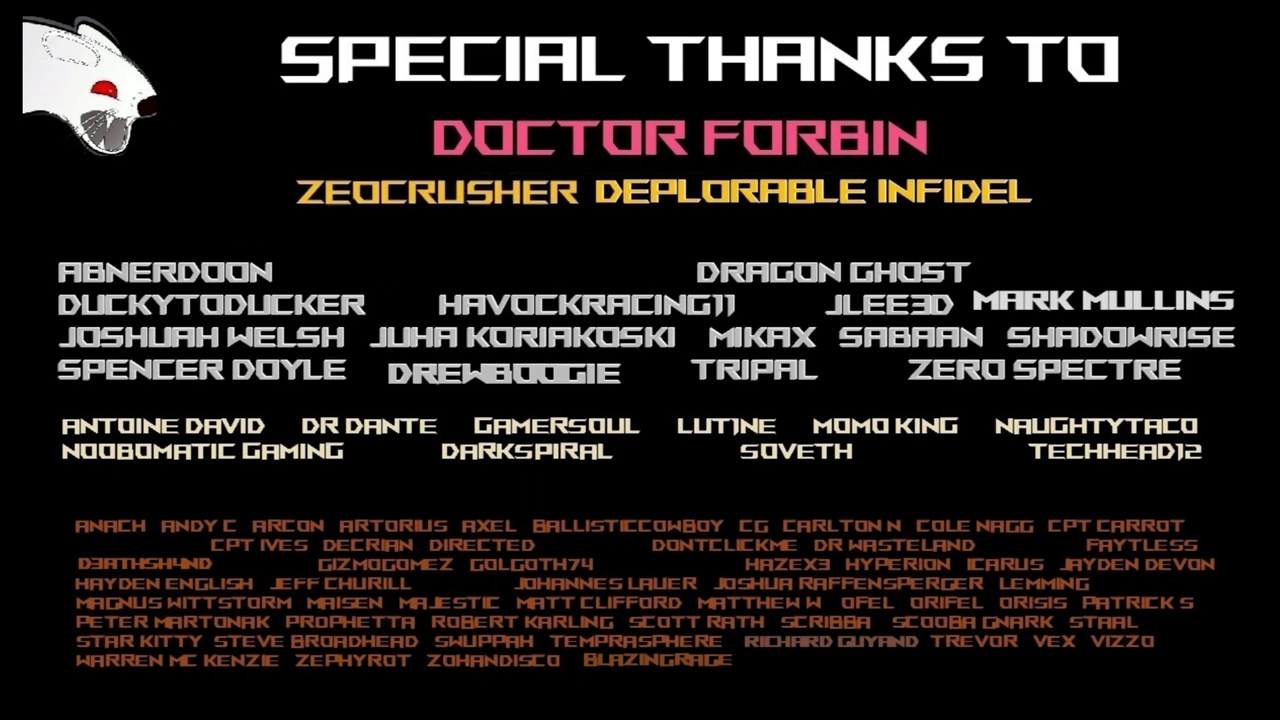 SPECIAL THANKS TO
DOCTOR FORBIN
ZEOCRUSHER DEPLORABLE INFIDEL
ABNERDOON DRAGON GHOST
DUCKYTODUCKER HAVOCKRACING11 JLEE3D MARK MULLINS
JOSHUAH WELSH JUHA KORIAKOSKI MIKAX SABAAN SHADOWRISE
SPENCER DOYLE DREWBOOGIE TRIPAL ZERO SPECTRE
ANTOINE DAVID DR DANTE GAMERSOUL LUT1NE MOMO KING NAUGHTYTACO
NOOBOMATIC GAMING DARKSPIRAL SOVETH TECHHEAD12
ANACH ANDY C ARCON ARTORIUS AXEL BALLISTICCOWBOY CG CARLTON N COLE NAGG CPT CARROT
CPT IVES DECRIAN DIRECTED DONTCLICKME DR WASTELAND FAYTLESS
D3ATHSH4ND GIZMOGOMEZ GOLGOTH74 HAZEX3 HYPERION ICARUS JAYDEN DEVON
HAYDEN ENGLISH JEFF CHURILL JOHANNES LAUER JOSHUA RAFFENSPERGER LEMMING
MAGNUS WITTSTORM MAISEN MAJESTIC MATT CLIFFORD MATTHEW W OFEL ORIFEL ORISIS PATRICK S
PETER MARTONAK PROPHETTA ROBERT KARLING SCOTT RATH SCRIBBA SCOOBA GNARK STAAL
STAR KITTY STEVE BROADHEAD SWUPPAH TEMPRASPHERE RICHARD GUYAND TREVOR VEX VIZZO
WARREN MC KENZIE ZEPHYROT ZOHANDISCO BLAZINGRAGE